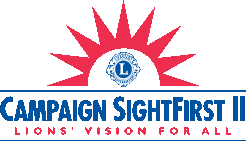 L
CAMPAIGN SIGHTFIRST II
LIONS' VISION FOR ALL